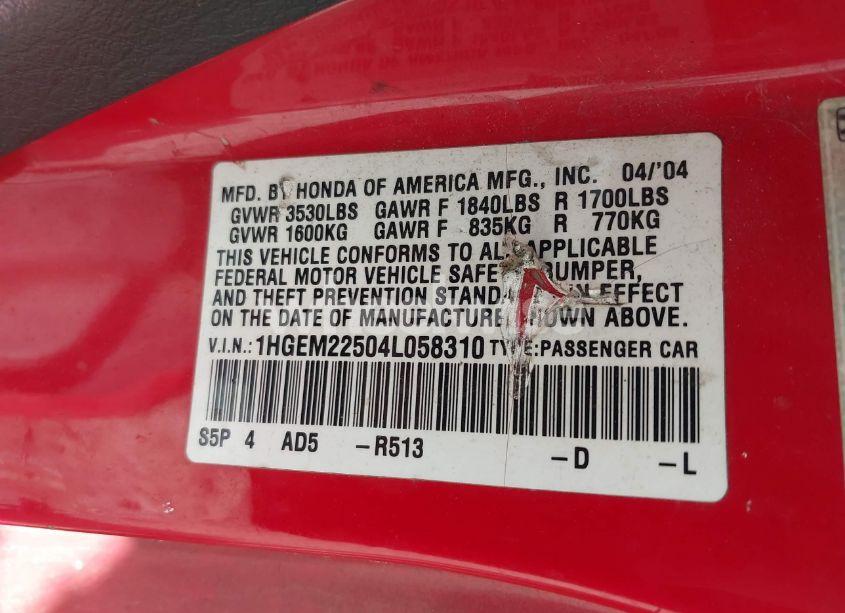 MFD. BY HONDA OF AMERICA MFG., INC. 04/'04
GVWR 3530LBS GAWR F 1840LBS R 1700LBS
GVWR 1600KG GAWR F 835KG R 770KG
THIS VEHICLE CONFORMS TO ALL APPLICABLE
FEDERAL MOTOR VEHICLE SAFE BUMPER,
AND THEFT PREVENTION STANDA IN EFFECT
ON THE DATE OF MANUFACTURE SHOWN ABOVE.
V.I.N.: 1HGEM22504L058310 TYPE:PASSENGER CAR
S5P 4 AD5 -R513 -D -L